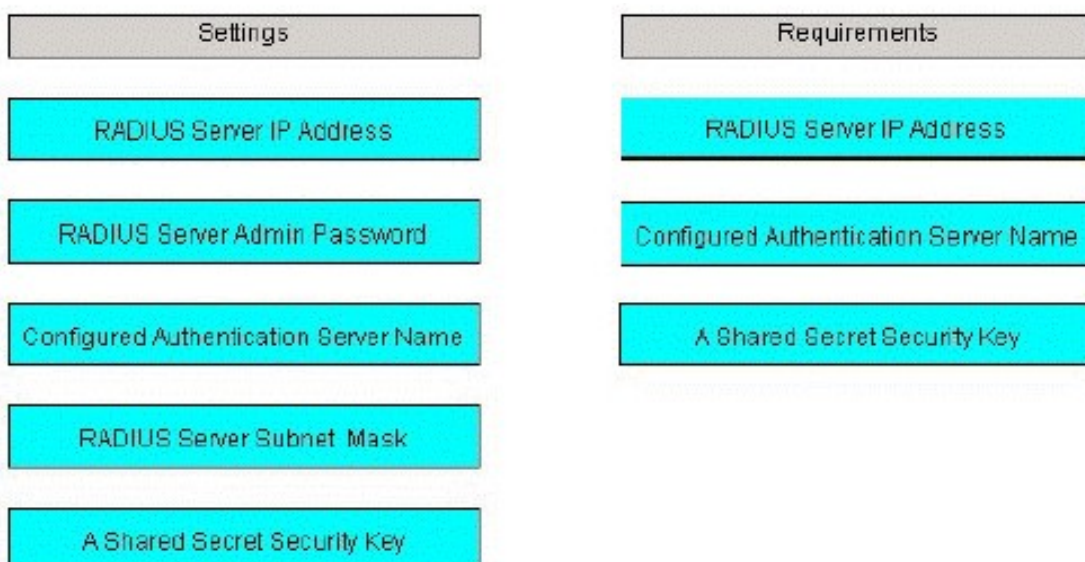 Settings
RADIUS Server IP Address
RADIUS Server Admin Password
Configured Authentication Server Name
RADIUS Server Subnet Mask
A Shared Secret Security Key
Requirements
RADIUS Server IP Address
Configured Authentication Server Name
A Shared Secret Security Key